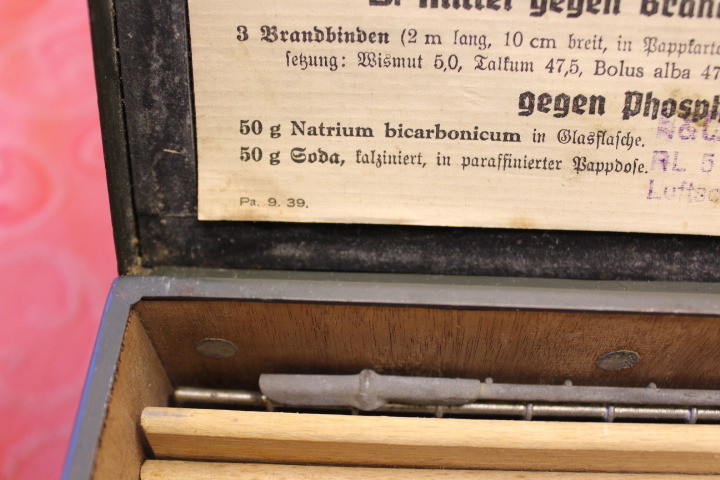 Mittel gegen Brand
3 Brandbinden (2 m lang, 10 cm breit, in Pappkarto
setzung: Wismut 5,0, Talkum 47,5, Bolus alba 47
gegen Phosph
50 g Natrium bicarbonicum in Glasflasche.
50 g Soda, kalziniert, in paraffinierter Pappdose.
RL 5
Luftsc
Pa. 9. 39.